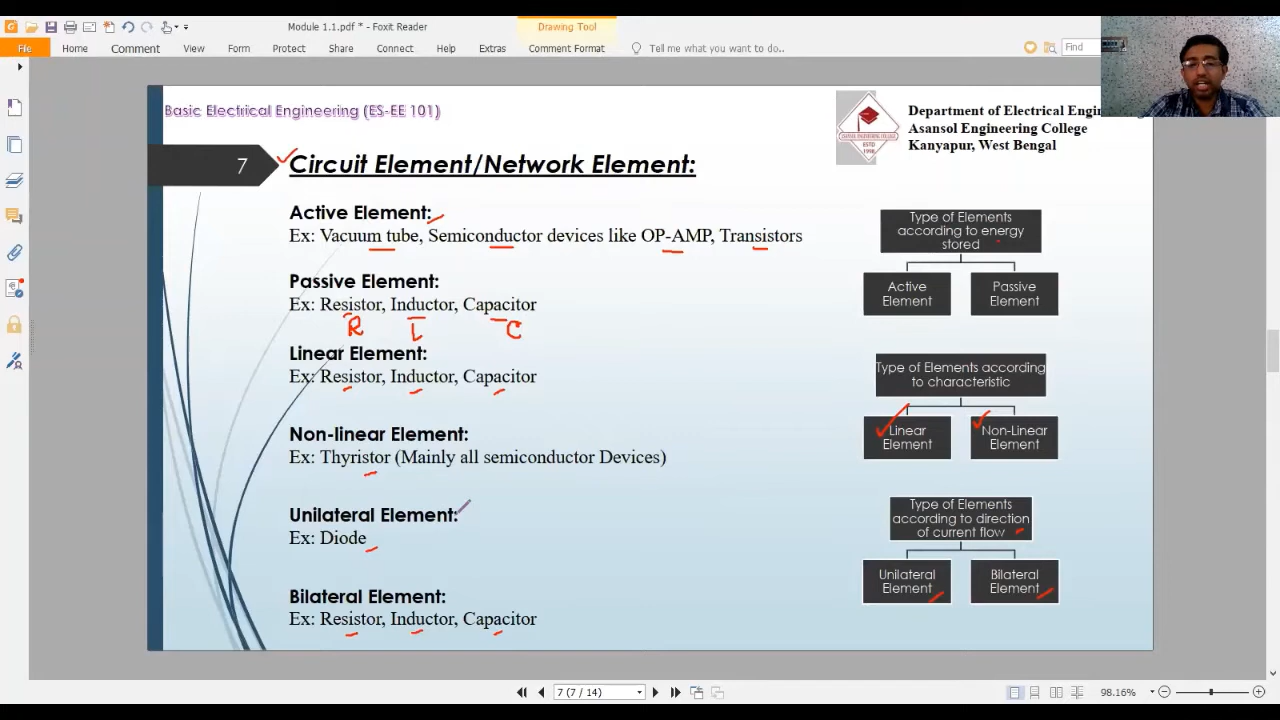 Module 1.1.pdf * - Foxit Reader
Drawing Tool
File
Home
Comment
View
Form
Protect
Share
Connect
Help
Extras
Comment Format
Tell me what you want to do..
Find
Basic Electrical Engineering (ES-EE 101)
Department of Electrical Engin
Asansol Engineering College
Kanyapur, West Bengal
ASANSOL ENGINEERING COLLEGE
ESTD
1998
7
Circuit Element/Network Element:
Active Element:
Ex: Vacuum tube, Semiconductor devices like OP-AMP, Transistors
Passive Element:
Ex: Resistor, Inductor, Capacitor
R L C
Linear Element:
Ex: Resistor, Inductor, Capacitor
Non-linear Element:
Ex: Thyristor (Mainly all semiconductor Devices)
Unilateral Element:
Ex: Diode
Bilateral Element:
Ex: Resistor, Inductor, Capacitor
Type of Elements
according to energy
stored
Active
Element
Passive
Element
Type of Elements according
to characteristic
Linear
Element
Non-Linear
Element
Type of Elements
according to direction
of current flow
Unilateral
Element
Bilateral
Element
7 (7 / 14)
98.16%